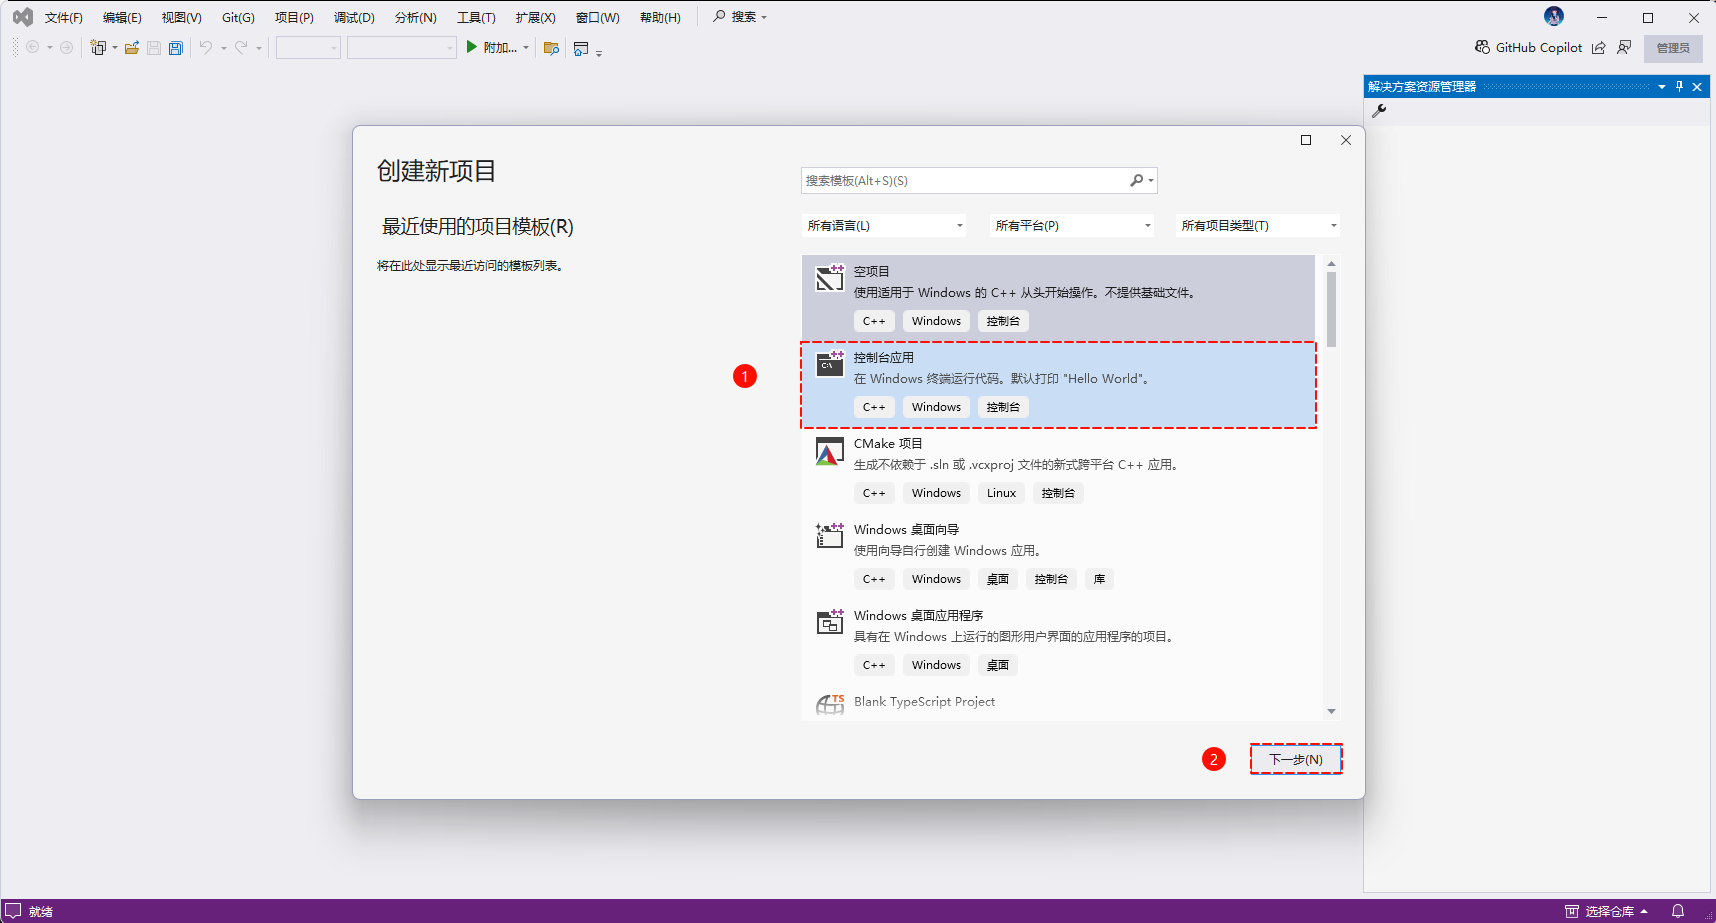 文件(F) 编辑(E) 视图(V) Git(G) 项目(P) 调试(D) 分析(N) 工具(T) 扩展(X) 窗口(W) 帮助(H) 搜索
附加...
GitHub Copilot
管理员
解决方案资源管理器
创建新项目
最近使用的项目模板(R)
将在此处显示最近访问的模板列表。
搜索模板(Alt+S)(S)
所有语言(L) 所有平台(P) 所有项目类型(T)
空项目
使用适用于 Windows 的 C++ 从头开始操作。不提供基础文件。
C++ Windows 控制台
1
C:\
控制台应用
在 Windows 终端运行代码。默认打印 "Hello World"。
C++ Windows 控制台
CMake 项目
生成不依赖于 .sln 或 .vcxproj 文件的新式跨平台 C++ 应用。
C++ Windows Linux 控制台
Windows 桌面向导
使用向导自行创建 Windows 应用。
C++ Windows 桌面 控制台 库
Windows 桌面应用程序
具有在 Windows 上运行的图形用户界面的应用程序的项目。
C++ Windows 桌面
TS
Blank TypeScript Project
2
下一步(N)
就绪
选择仓库